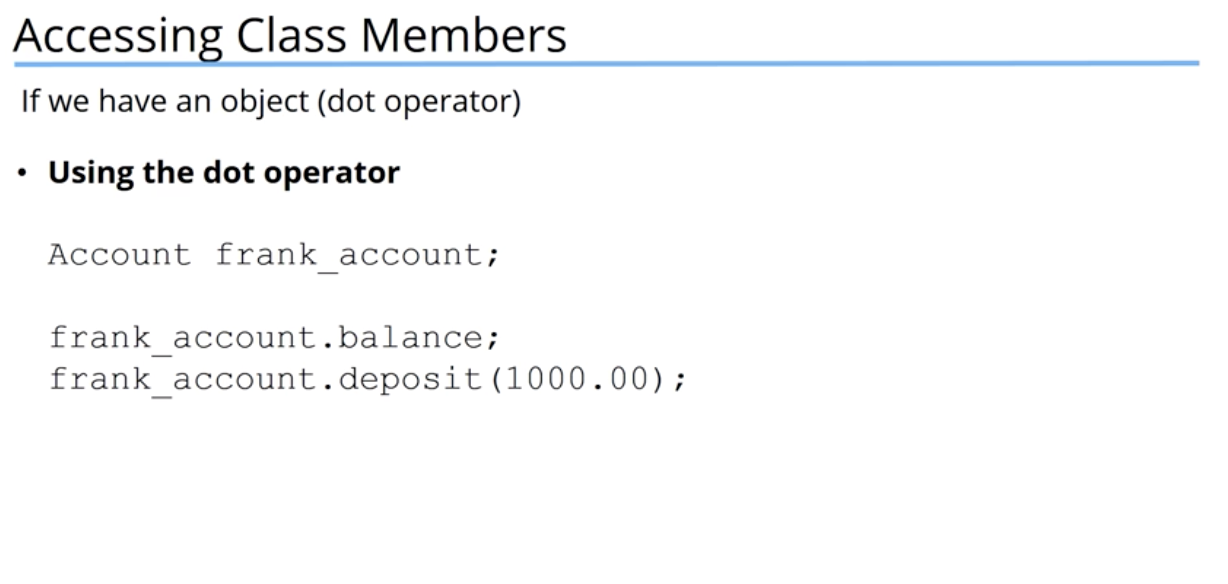 Accessing Class Members
If we have an object (dot operator)
• Using the dot operator
Account frank_account;
frank_account.balance;
frank_account.deposit(1000.00);